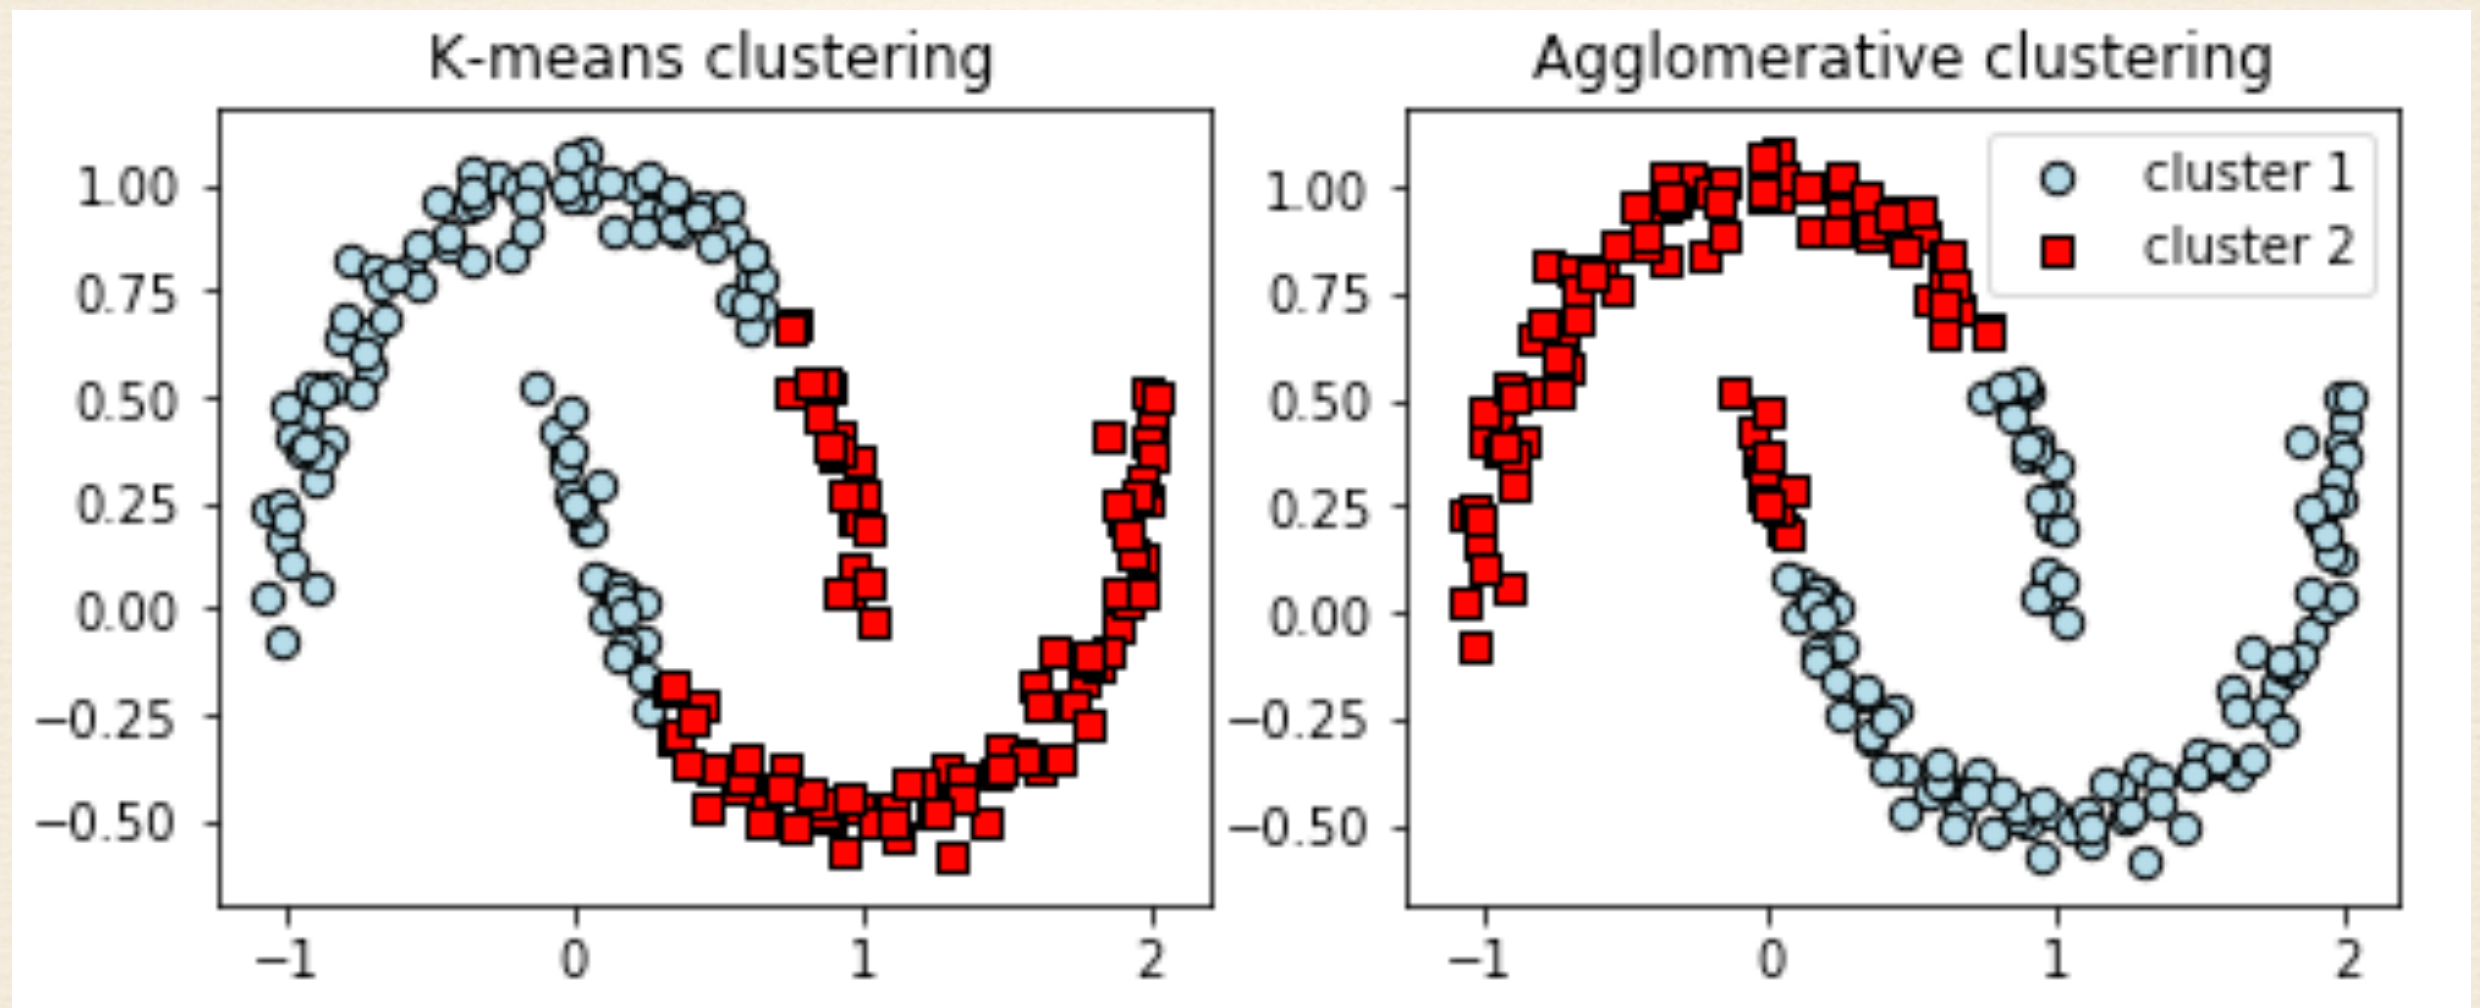 K-means clustering
1.00
0.75
0.50
0.25
0.00
−0.25
−0.50
−1 0 1 2
Agglomerative clustering
cluster 1
cluster 2
1.00
0.75
0.50
0.25
0.00
−0.25
−0.50
−1 0 1 2